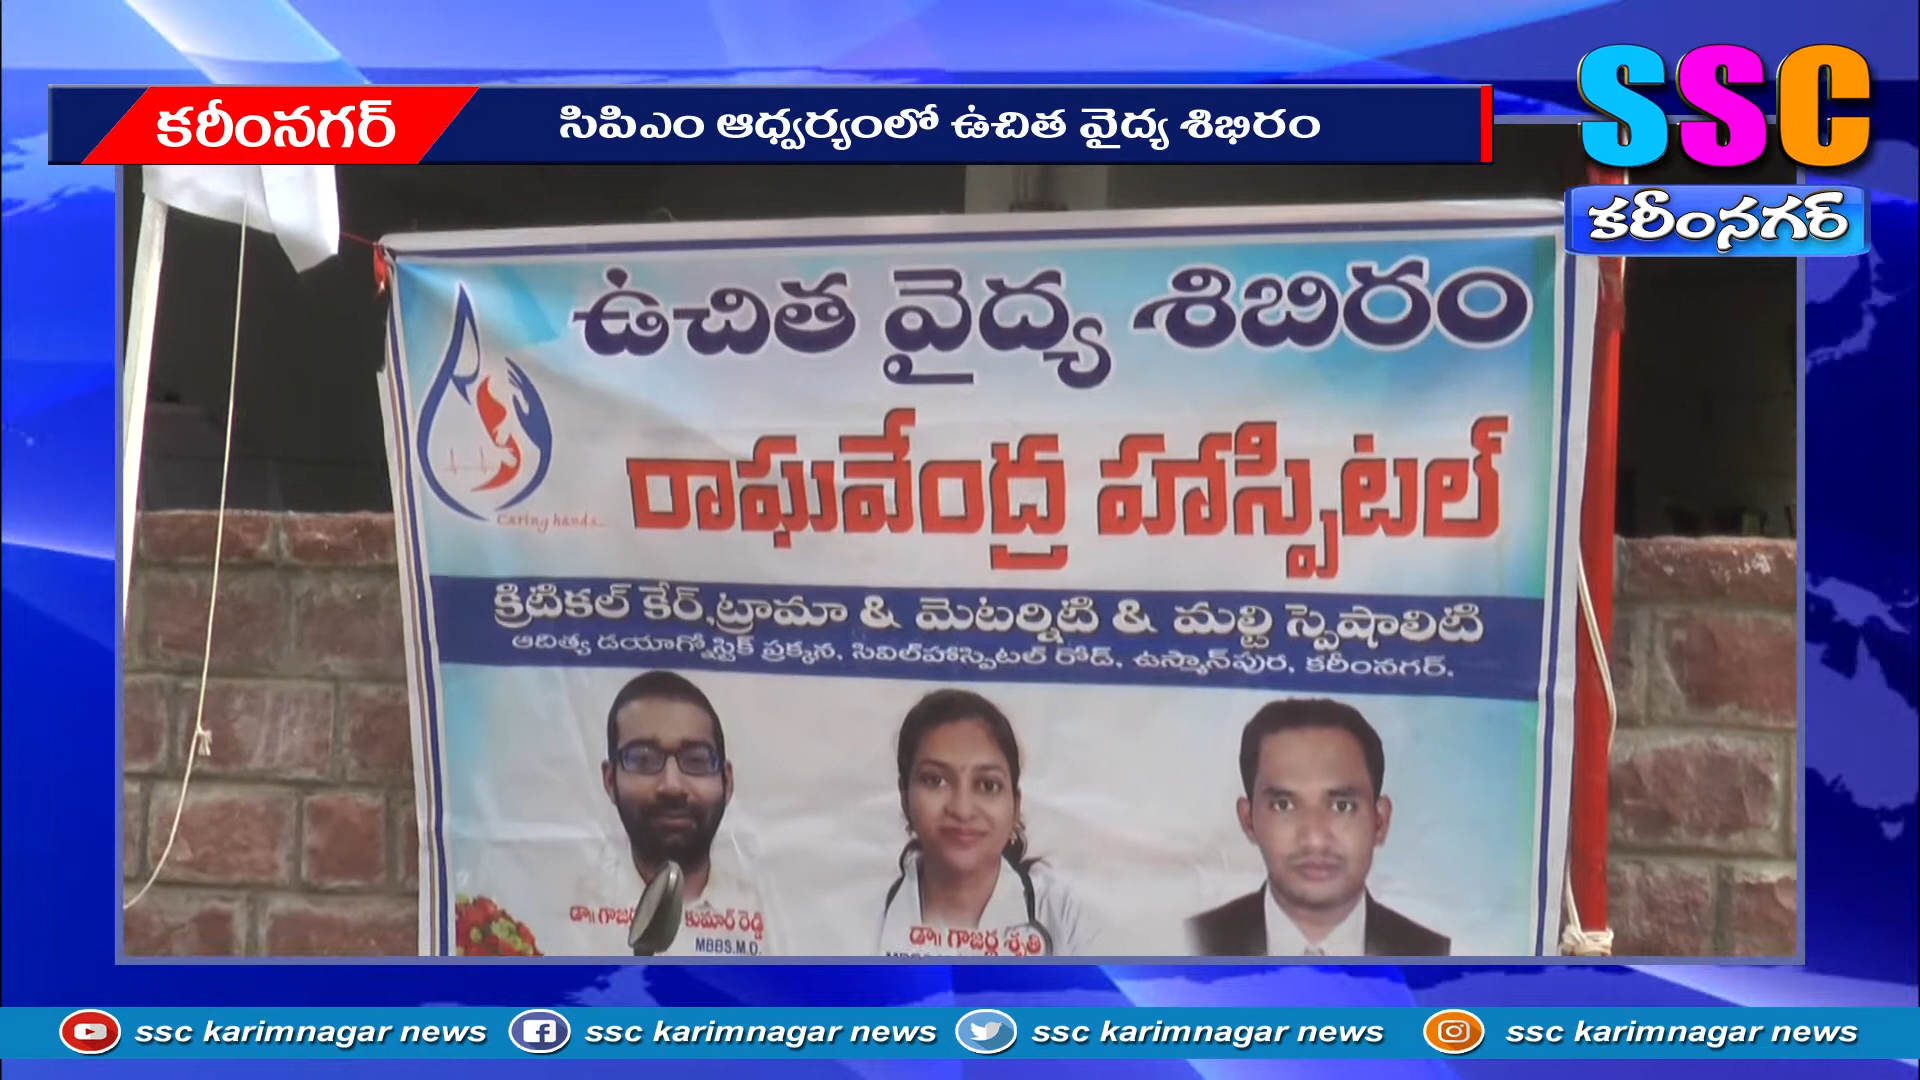 కరీంనగర్
సిపిఎం ఆధ్వర్యంలో ఉచిత వైద్య శిభిరం
SSC
కరీంనగర్
ఉచిత వైద్య శిబిరం
Caring hands...
రాఘవేంద్ర హాస్పిటల్
క్రిటికల్ కేర్,ట్రామా & మెటర్నిటి & మల్టి స్పెషాలిటి
ఆదిత్య డయాగ్నోస్టిక్ ప్రక్కన, సివిల్‌హాస్పిటల్ రోడ్, ఉస్మాన్‌పుర, కరీంనగర్.
డా॥ కుమార్ రెడ్డి
MBBS.M.D.
డా॥ గాజర్ల శృతి
ssc karimnagar news
ssc karimnagar news
ssc karimnagar news
ssc karimnagar news